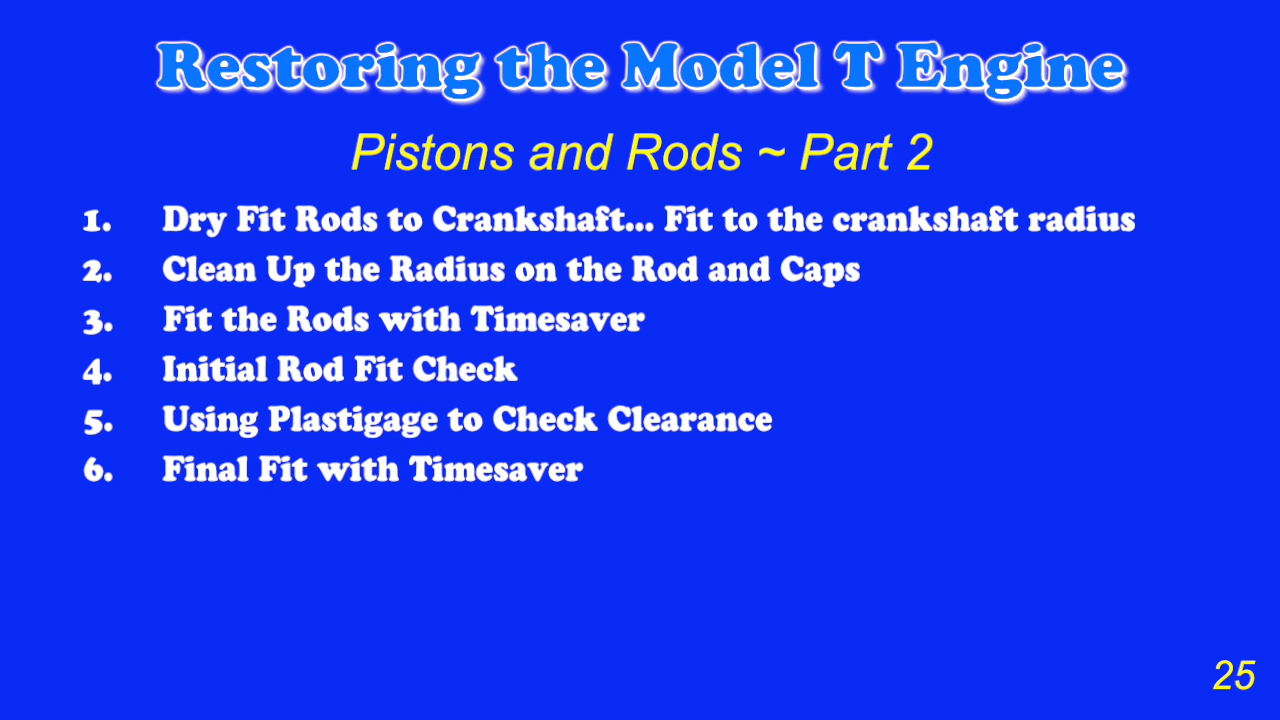 Restoring the Model T Engine
Pistons and Rods ~ Part 2
1. Dry Fit Rods to Crankshaft... Fit to the crankshaft radius
2. Clean Up the Radius on the Rod and Caps
3. Fit the Rods with Timesaver
4. Initial Rod Fit Check
5. Using Plastigage to Check Clearance
6. Final Fit with Timesaver
25